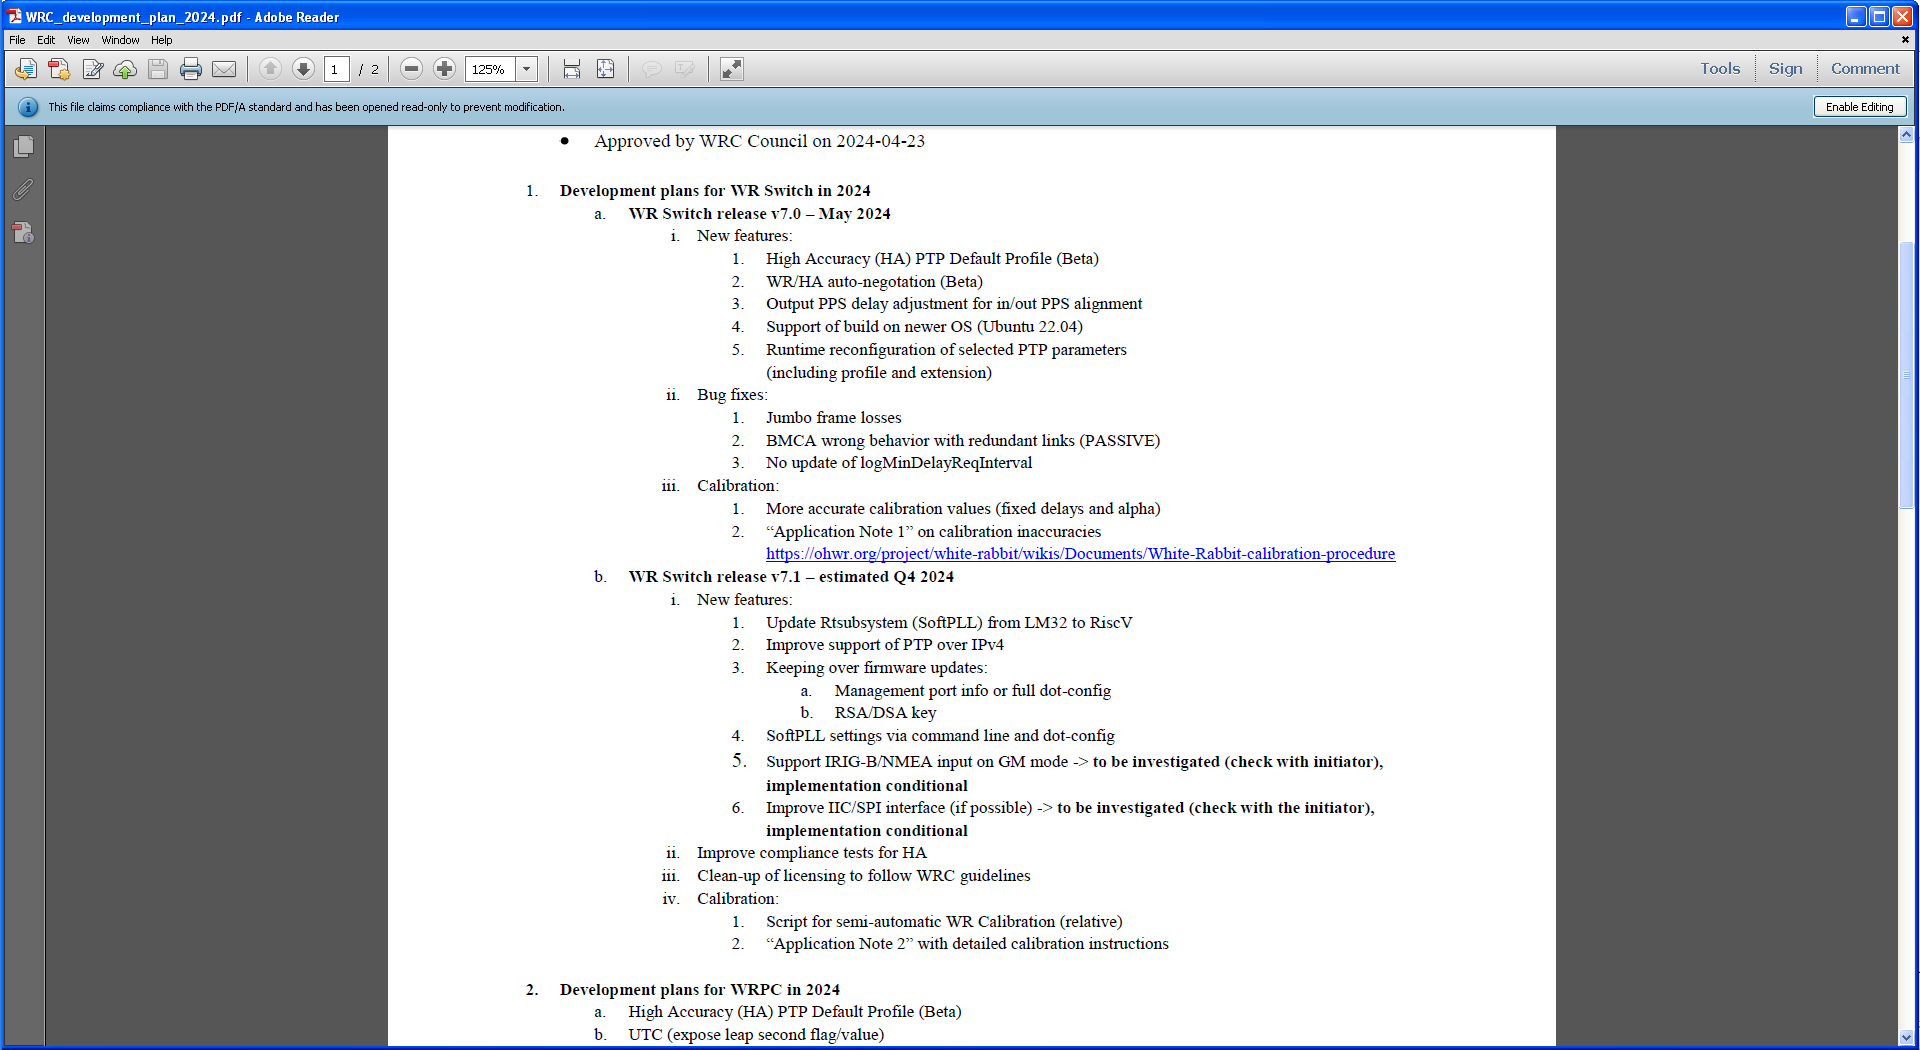 WRC_development_plan_2024.pdf - Adobe Reader
File Edit View Window Help
1 / 2 125% Tools Sign Comment
This file claims compliance with the PDF/A standard and has been opened read-only to prevent modification. Enable Editing
• Approved by WRC Council on 2024-04-23
1. Development plans for WR Switch in 2024
a. WR Switch release v7.0 – May 2024
i. New features:
1. High Accuracy (HA) PTP Default Profile (Beta)
2. WR/HA auto-negotation (Beta)
3. Output PPS delay adjustment for in/out PPS alignment
4. Support of build on newer OS (Ubuntu 22.04)
5. Runtime reconfiguration of selected PTP parameters
(including profile and extension)
ii. Bug fixes:
1. Jumbo frame losses
2. BMCA wrong behavior with redundant links (PASSIVE)
3. No update of logMinDelayReqInterval
iii. Calibration:
1. More accurate calibration values (fixed delays and alpha)
2. “Application Note 1” on calibration inaccuracies
https://ohwr.org/project/white-rabbit/wikis/Documents/White-Rabbit-calibration-procedure
b. WR Switch release v7.1 – estimated Q4 2024
i. New features:
1. Update Rtsubsystem (SoftPLL) from LM32 to RiscV
2. Improve support of PTP over IPv4
3. Keeping over firmware updates:
a. Management port info or full dot-config
b. RSA/DSA key
4. SoftPLL settings via command line and dot-config
5. Support IRIG-B/NMEA input on GM mode -> to be investigated (check with initiator),
implementation conditional
6. Improve IIC/SPI interface (if possible) -> to be investigated (check with the initiator),
implementation conditional
ii. Improve compliance tests for HA
iii. Clean-up of licensing to follow WRC guidelines
iv. Calibration:
1. Script for semi-automatic WR Calibration (relative)
2. “Application Note 2” with detailed calibration instructions
2. Development plans for WRPC in 2024
a. High Accuracy (HA) PTP Default Profile (Beta)
b. UTC (expose leap second flag/value)